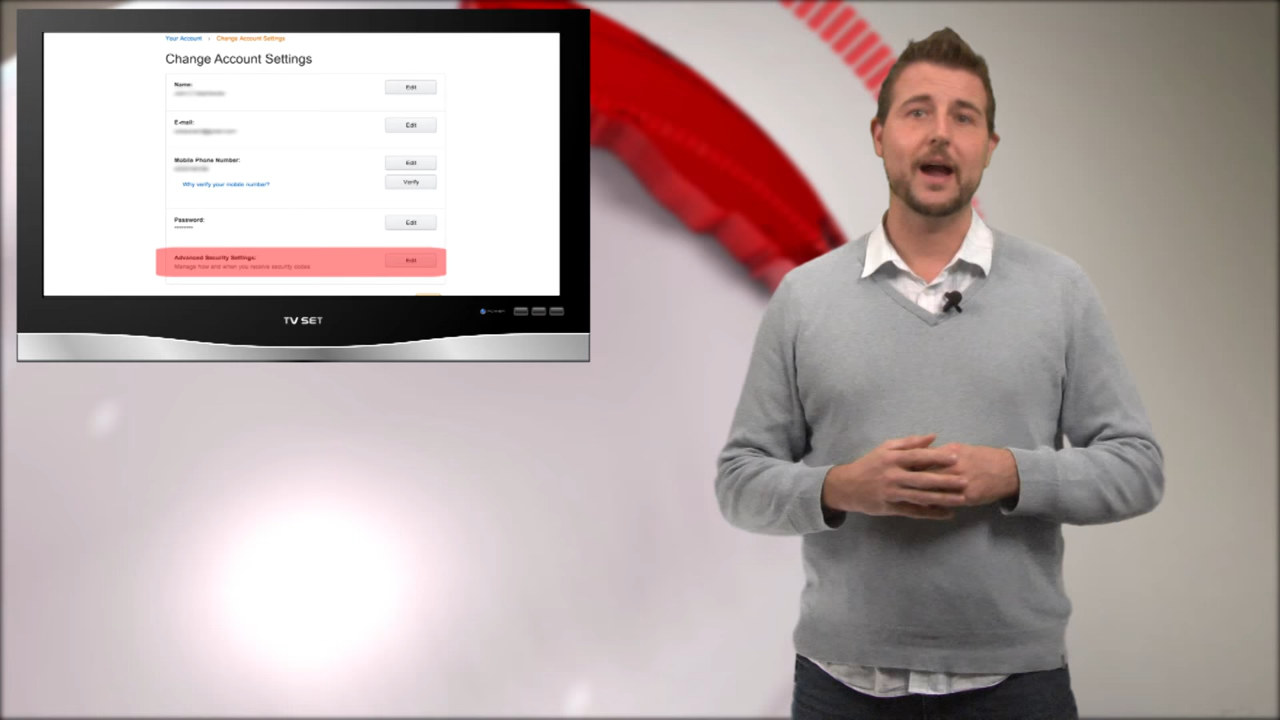 Your Account › Change Account Settings
Change Account Settings
Name:
Edit
E-mail:
Edit
Mobile Phone Number:
Edit
Why verify your mobile number?
Verify
Password:
********
Edit
Advanced Security Settings:
Manage how and when you receive security codes
Edit
TV SET